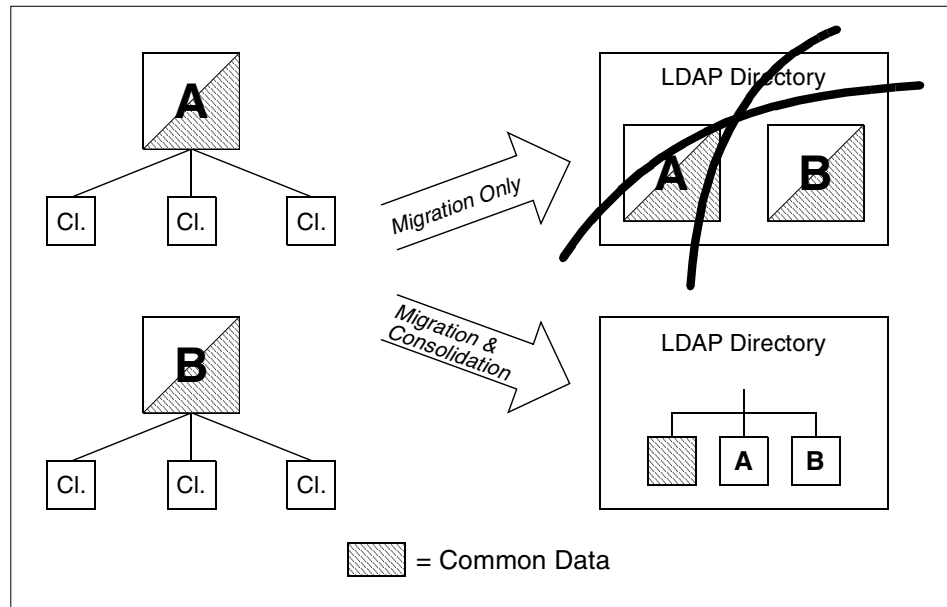 A
Cl.
Cl.
Cl.
B
Cl.
Cl.
Cl.
Migration Only
Migration &
Consolidation
LDAP Directory
A
B
LDAP Directory
A
B
= Common Data